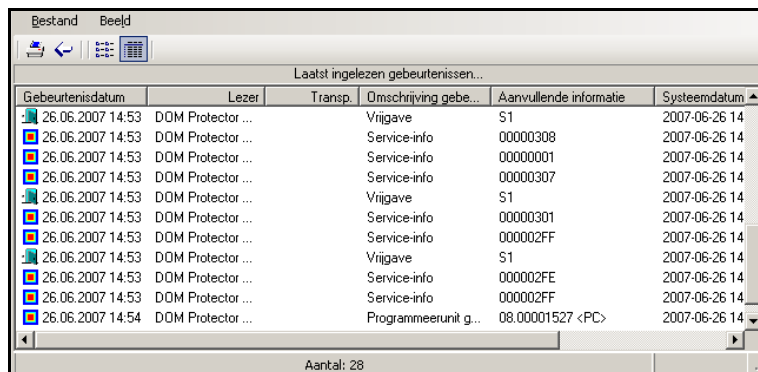 Bestand Beeld
Laatst ingelezen gebeurtenissen...
Gebeurtenisdatum Lezer Transp. Omschrijving gebe... Aanvullende informatie Systeemdatum
26.06.2007 14:53 DOM Protector ... Vrijgave S1 2007-06-26 14
26.06.2007 14:53 DOM Protector ... Service-info 00000308 2007-06-26 14
26.06.2007 14:53 DOM Protector ... Service-info 00000001 2007-06-26 14
26.06.2007 14:53 DOM Protector ... Service-info 00000307 2007-06-26 14
26.06.2007 14:53 DOM Protector ... Vrijgave S1 2007-06-26 14
26.06.2007 14:53 DOM Protector ... Service-info 00000301 2007-06-26 14
26.06.2007 14:53 DOM Protector ... Service-info 000002FF 2007-06-26 14
26.06.2007 14:53 DOM Protector ... Vrijgave S1 2007-06-26 14
26.06.2007 14:53 DOM Protector ... Service-info 000002FE 2007-06-26 14
26.06.2007 14:53 DOM Protector ... Service-info 000002FF 2007-06-26 14
26.06.2007 14:54 DOM Protector ... Programmeerunit g... 08.00001527 <PC> 2007-06-26 14
Aantal: 28